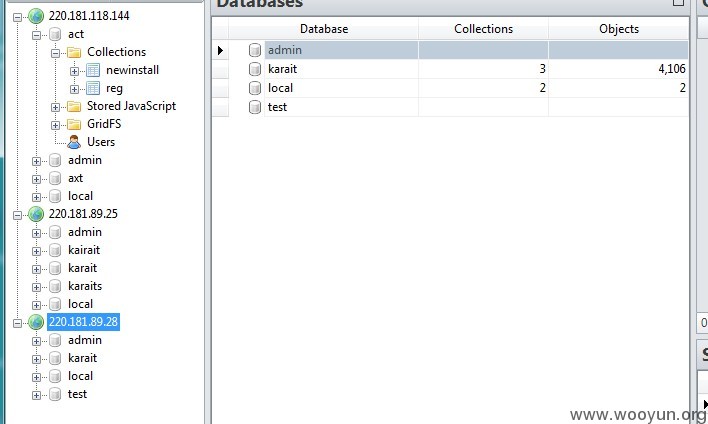 220.181.118.144
act
Collections
newinstall
reg
Stored JavaScript
GridFS
Users
admin
axt
local
220.181.89.25
admin
kairait
karait
karaits
local
220.181.89.28
admin
karait
local
test
Databases
Database Collections Objects
admin
karait 3 4,106
local 2 2
test
0
www.wooyun.org